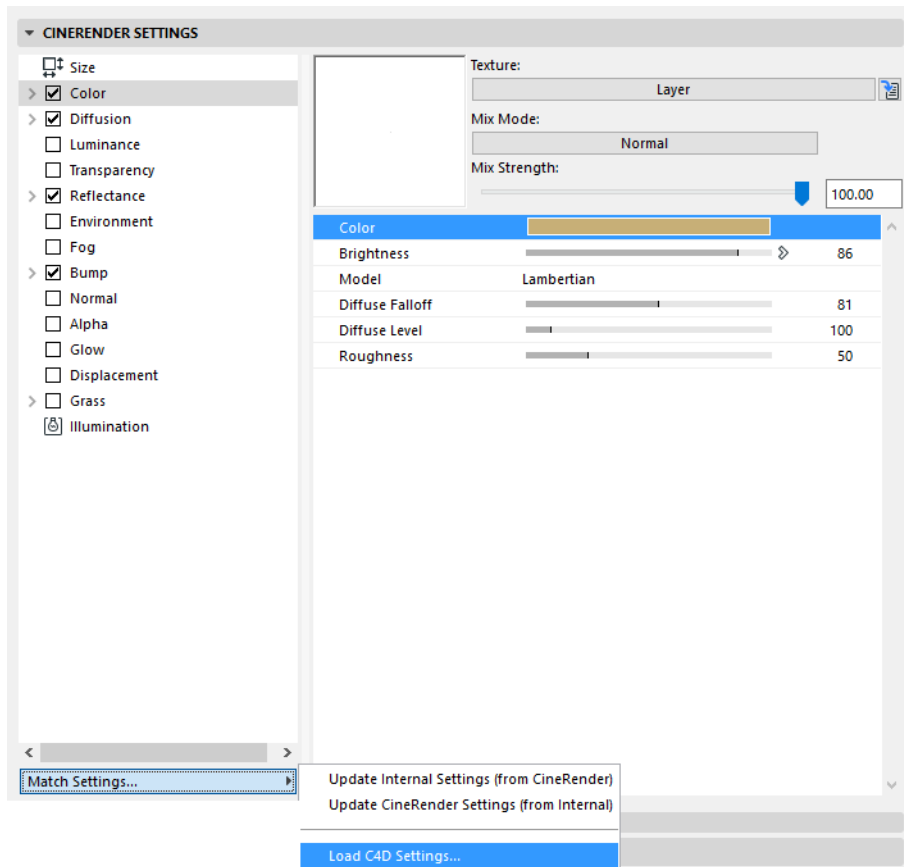 CINERENDER SETTINGS
Size
Color
Diffusion
Luminance
Transparency
Reflectance
Environment
Fog
Bump
Normal
Alpha
Glow
Displacement
Grass
Illumination
Texture:
Layer
Mix Mode:
Normal
Mix Strength:
100.00
Color
Brightness 86
Model Lambertian
Diffuse Falloff 81
Diffuse Level 100
Roughness 50
Match Settings...
Update Internal Settings (from CineRender)
Update CineRender Settings (from Internal)
Load C4D Settings...